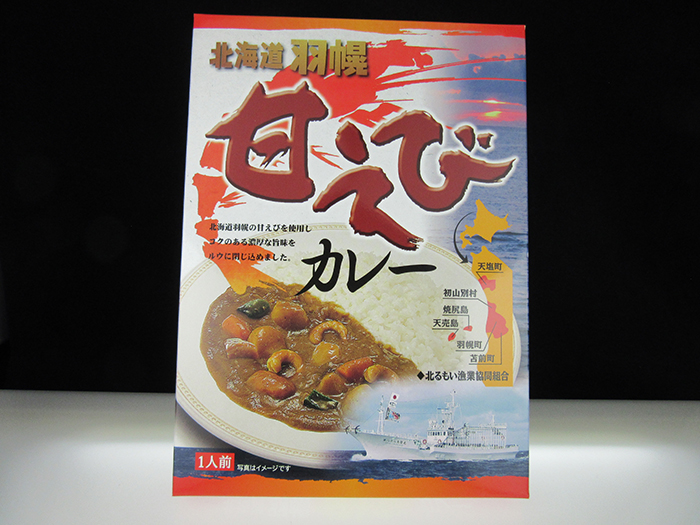 北海道 羽幌
甘えび
カレー
北海道羽幌の甘えびを使用し
コクのある濃厚な旨味を
ルウに閉じ込めました。
天塩町
初山別村
焼尻島
天売島
羽幌町
苫前町
◆北るもい漁業協同組合
1人前
写真はイメージです